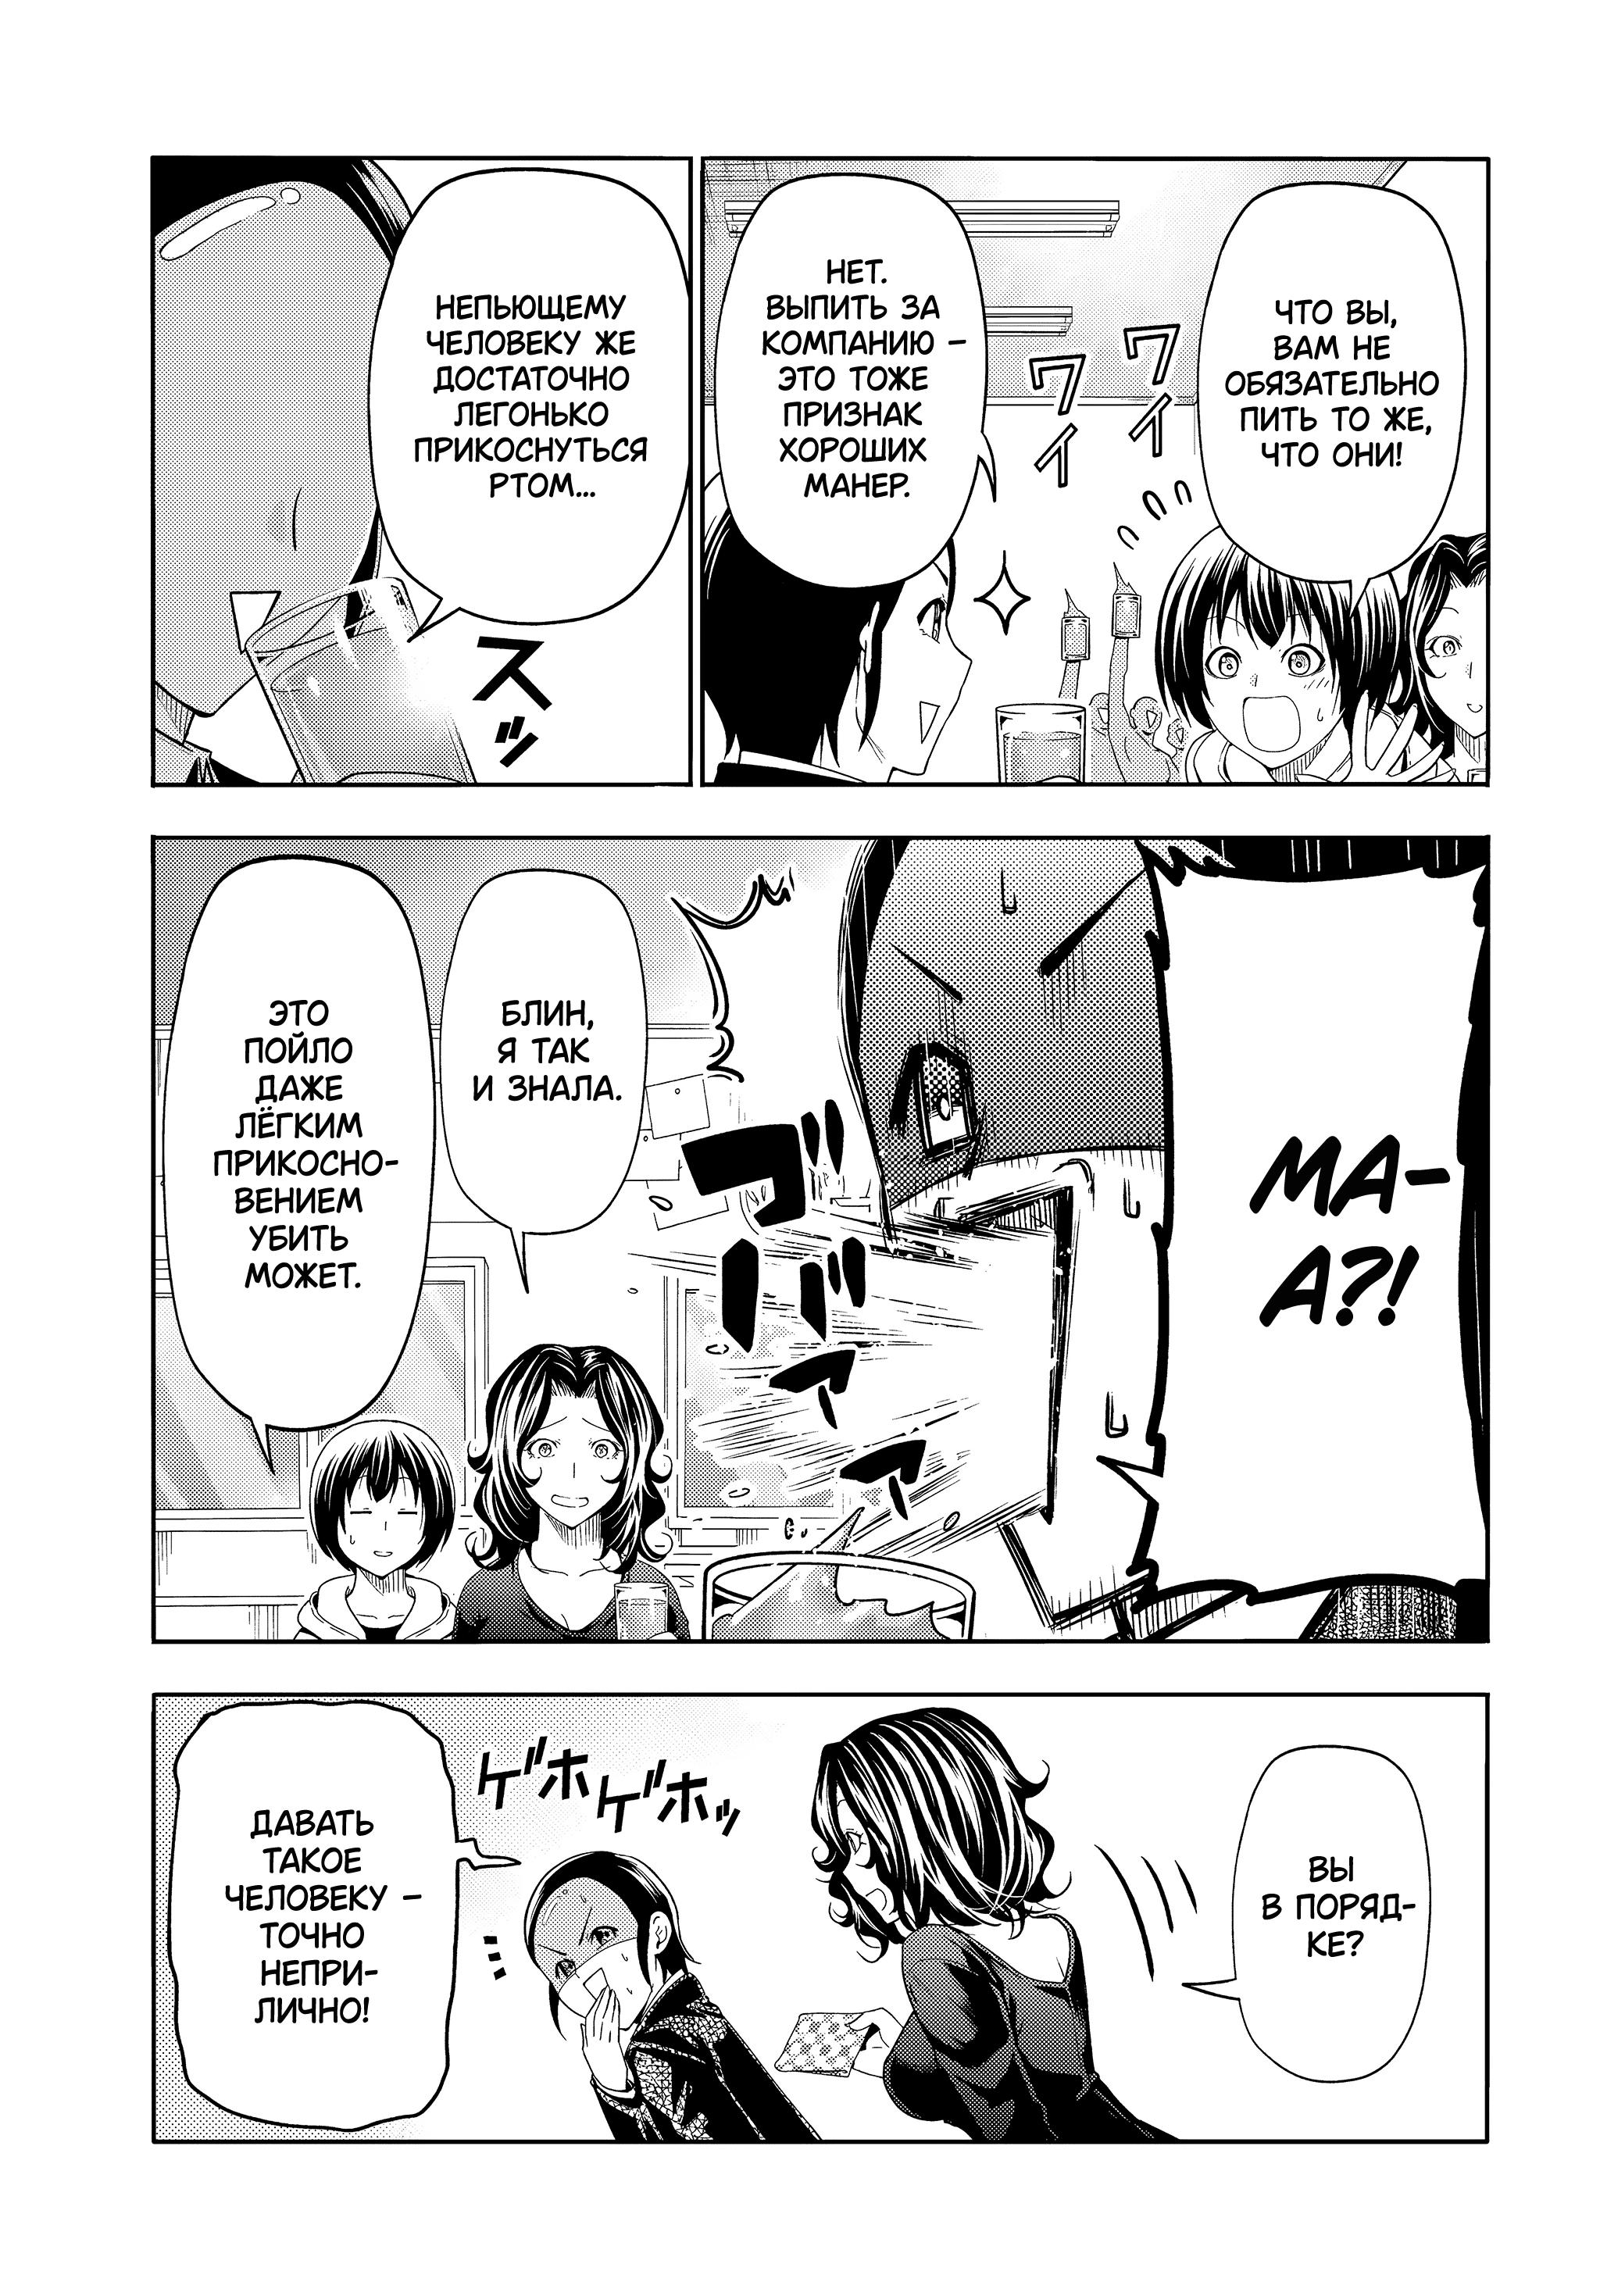 ЧТО ВЫ,
ВАМ НЕ
ОБЯЗАТЕЛЬНО
ПИТЬ ТО ЖЕ,
ЧТО ОНИ!
ワイ
ワイ
НЕТ.
ВЫПИТЬ ЗА
КОМПАНИЮ –
ЭТО ТОЖЕ
ПРИЗНАК
ХОРОШИХ
МАНЕР.
НЕПЬЮЩЕМУ
ЧЕЛОВЕКУ ЖЕ
ДОСТАТОЧНО
ЛЕГОНЬКО
ПРИКОСНУТЬСЯ
РТОМ...
スッ
МА-
А?!
ゴバァッ
БЛИН,
Я ТАК
И ЗНАЛА.
ЭТО
ПОЙЛО
ДАЖЕ
ЛЁГКИМ
ПРИКОСНО-
ВЕНИЕМ
УБИТЬ
МОЖЕТ.
ВЫ
В ПОРЯД-
КЕ?
ゲホ
ゲホッ
...
ДАВАТЬ
ТАКОЕ
ЧЕЛОВЕКУ –
ТОЧНО
НЕПРИ-
ЛИЧНО!